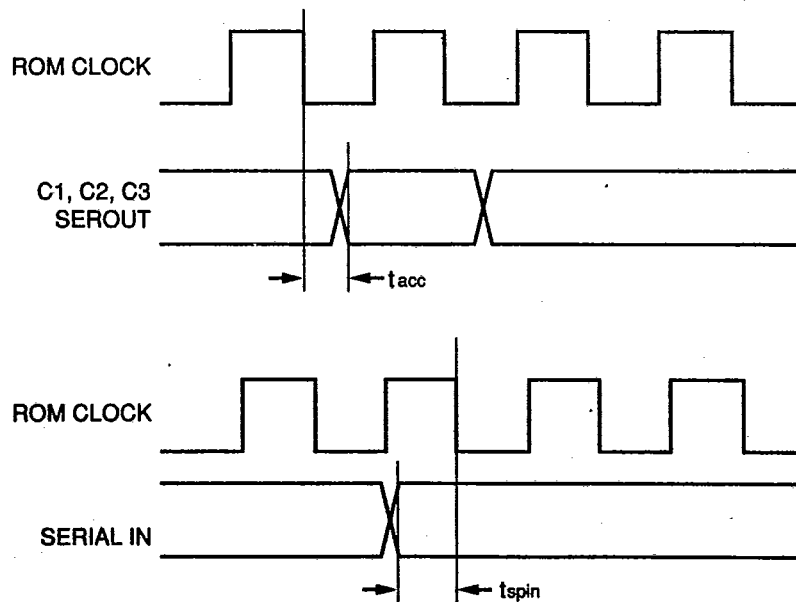 ROM CLOCK
C1, C2, C3
SEROUT
tacc
ROM CLOCK
SERIAL IN
tspin